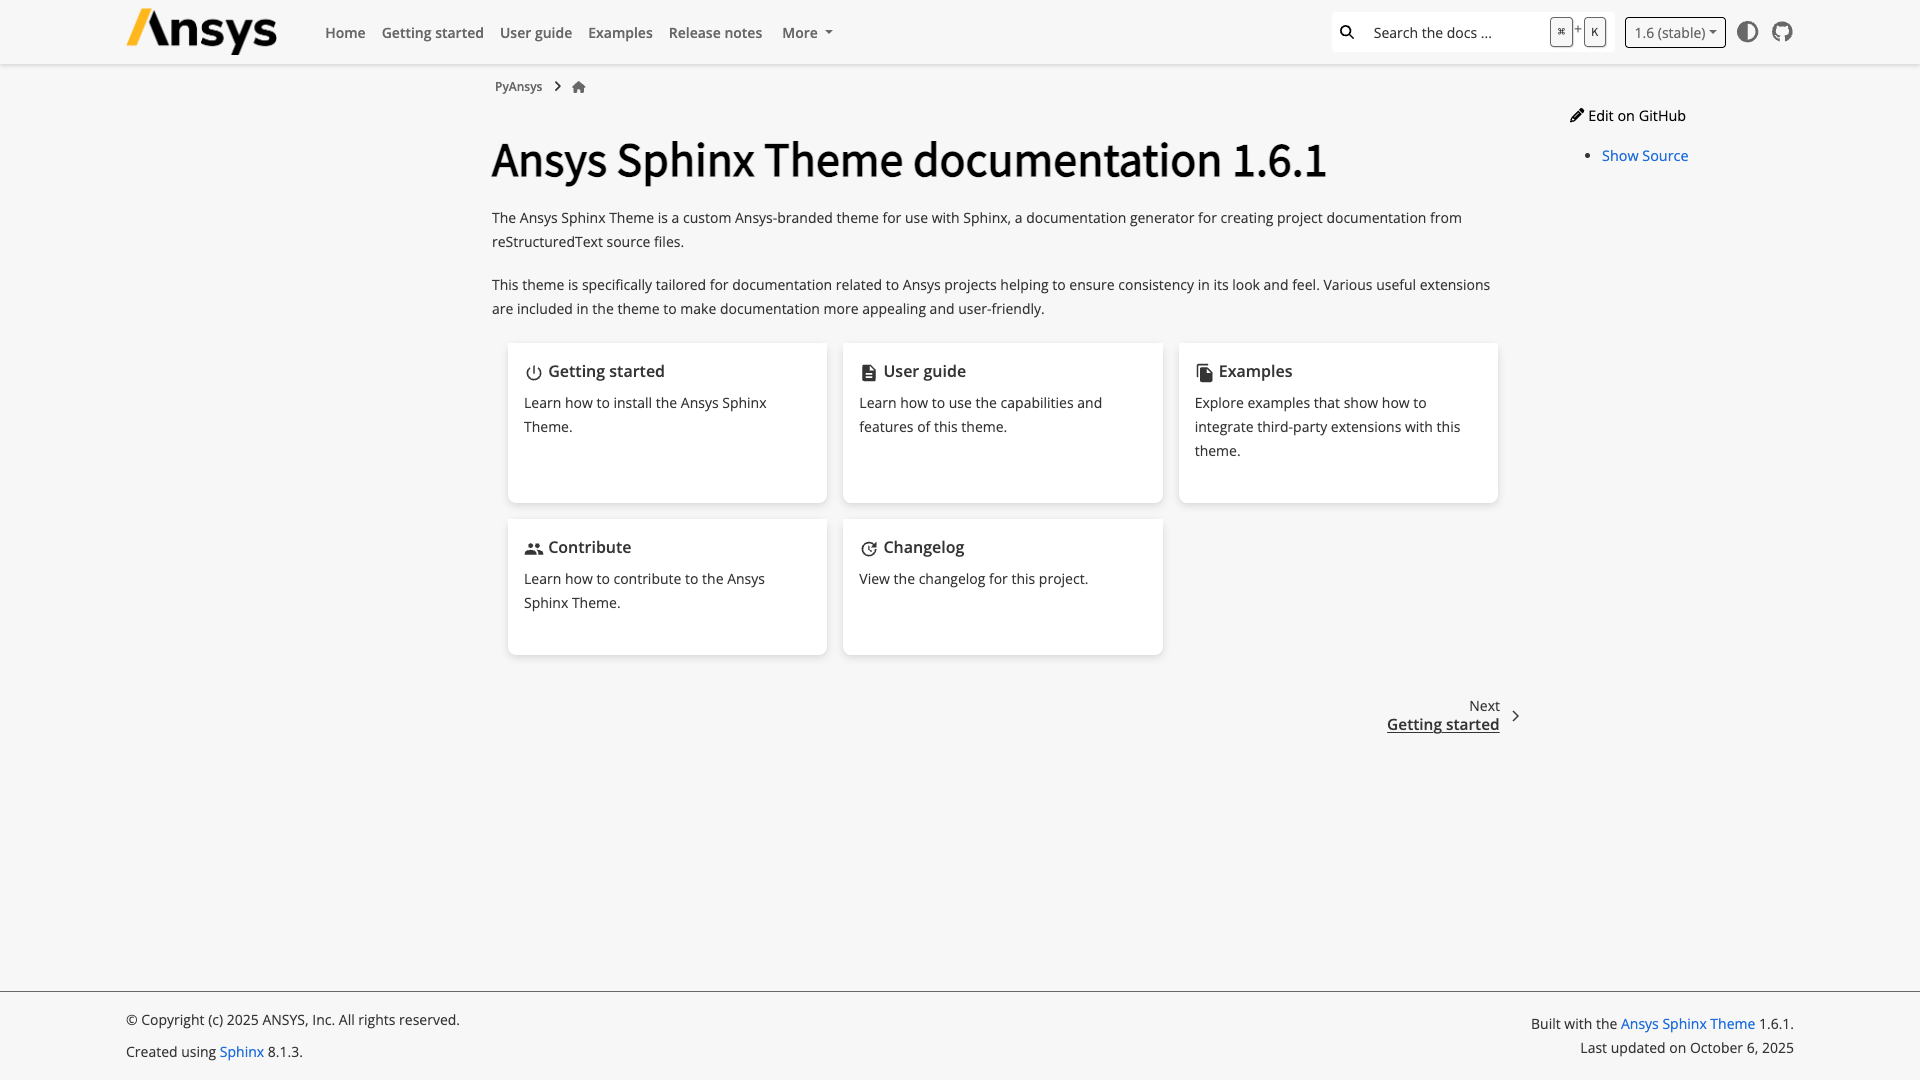 Ansys
Home Getting started User guide Examples Release notes More
Search the docs ... ⌘ + K
1.6 (stable)
PyAnsys
Edit on GitHub
Show Source
Ansys Sphinx Theme documentation 1.6.1
The Ansys Sphinx Theme is a custom Ansys-branded theme for use with Sphinx, a documentation generator for creating project documentation from
reStructuredText source files.
This theme is specifically tailored for documentation related to Ansys projects helping to ensure consistency in its look and feel. Various useful extensions
are included in the theme to make documentation more appealing and user-friendly.
Getting started
Learn how to install the Ansys Sphinx
Theme.
User guide
Learn how to use the capabilities and
features of this theme.
Examples
Explore examples that show how to
integrate third-party extensions with this
theme.
Contribute
Learn how to contribute to the Ansys
Sphinx Theme.
Changelog
View the changelog for this project.
Next
Getting started
© Copyright (c) 2025 ANSYS, Inc. All rights reserved.
Created using Sphinx 8.1.3.
Built with the Ansys Sphinx Theme 1.6.1.
Last updated on October 6, 2025